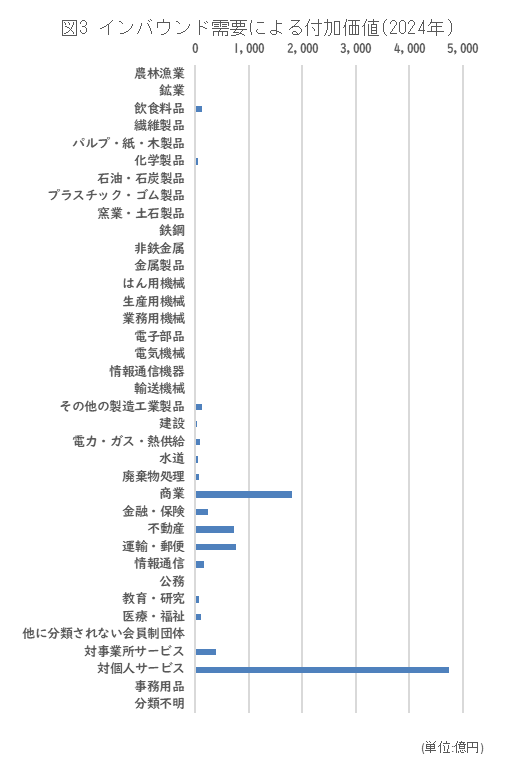 図3 インバウンド需要による付加価値(2024年)
0 1,000 2,000 3,000 4,000 5,000
農林漁業
鉱業
飲食料品
繊維製品
パルプ・紙・木製品
化学製品
石油・石炭製品
プラスチック・ゴム製品
窯業・土石製品
鉄鋼
非鉄金属
金属製品
はん用機械
生産用機械
業務用機械
電子部品
電気機械
情報通信機器
輸送機械
その他の製造工業製品
建設
電力・ガス・熱供給
水道
廃棄物処理
商業
金融・保険
不動産
運輸・郵便
情報通信
公務
教育・研究
医療・福祉
他に分類されない会員制団体
対事業所サービス
対個人サービス
事務用品
分類不明
(単位:億円)